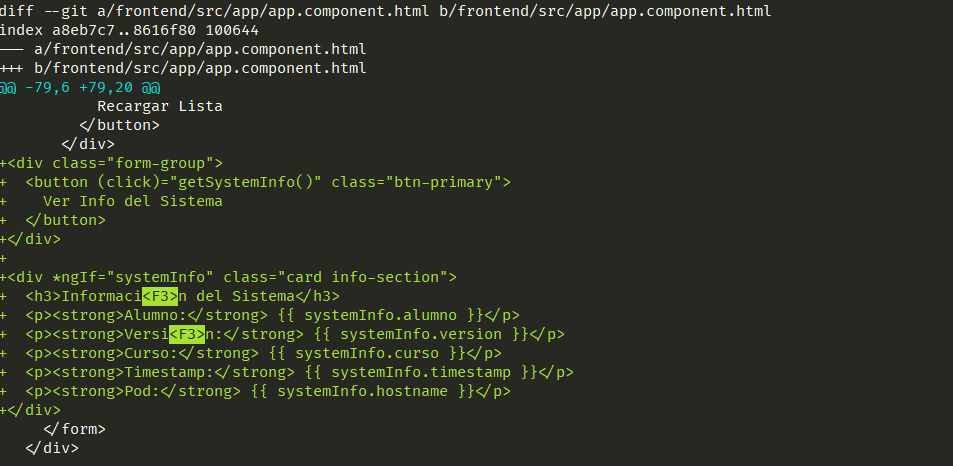 diff --git a/frontend/src/app/app.component.html b/frontend/src/app/app.component.html
index a8eb7c7..8616f80 100644
--- a/frontend/src/app/app.component.html
+++ b/frontend/src/app/app.component.html
@@ -79,6 +79,20 @@
           Recargar Lista
         </button>
       </div>
+<div class="form-group">
+  <button (click)="getSystemInfo()" class="btn-primary">
+    Ver Info del Sistema
+  </button>
+</div>
+
+<div *ngIf="systemInfo" class="card info-section">
+  <h3>Informaci<F3>n del Sistema</h3>
+  <p><strong>Alumno:</strong> {{ systemInfo.alumno }}</p>
+  <p><strong>Versi<F3>n:</strong> {{ systemInfo.version }}</p>
+  <p><strong>Curso:</strong> {{ systemInfo.curso }}</p>
+  <p><strong>Timestamp:</strong> {{ systemInfo.timestamp }}</p>
+  <p><strong>Pod:</strong> {{ systemInfo.hostname }}</p>
+</div>
     </form>
   </div>